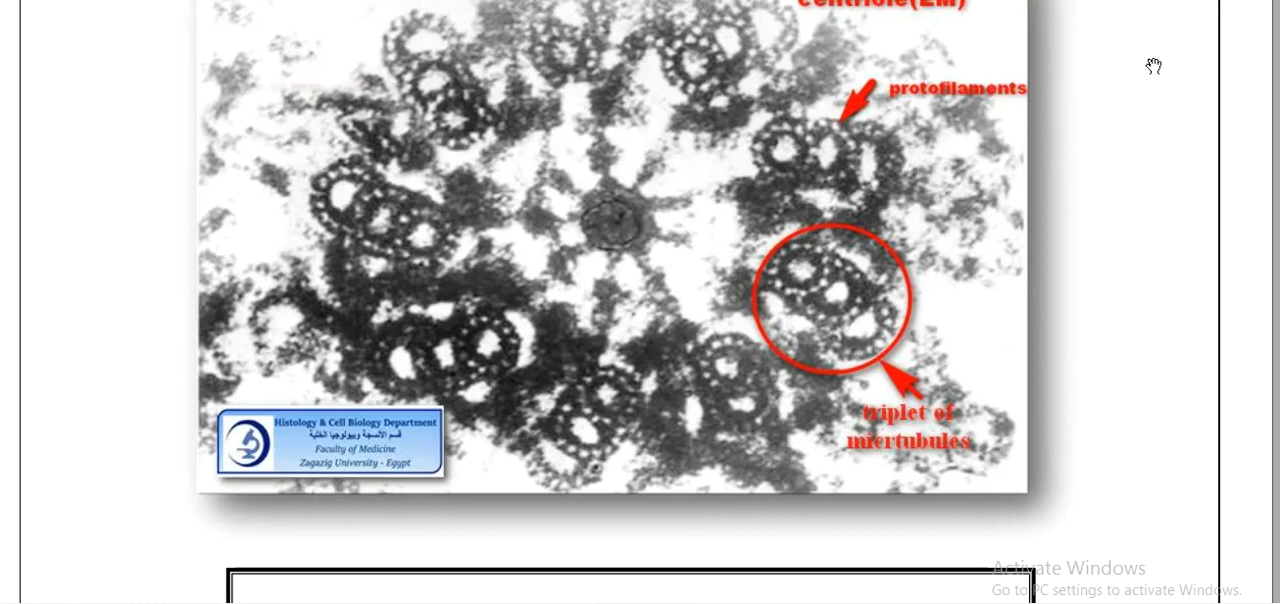 Centriole(EM)
protofilaments
triplet of
micrtubules
Histology & Cell Biology Department
قسم الأنسجة وبيولوجيا الخلية
Faculty of Medicine
Zagazig University - Egypt
Activate Windows
Go to PC settings to activate Windows.